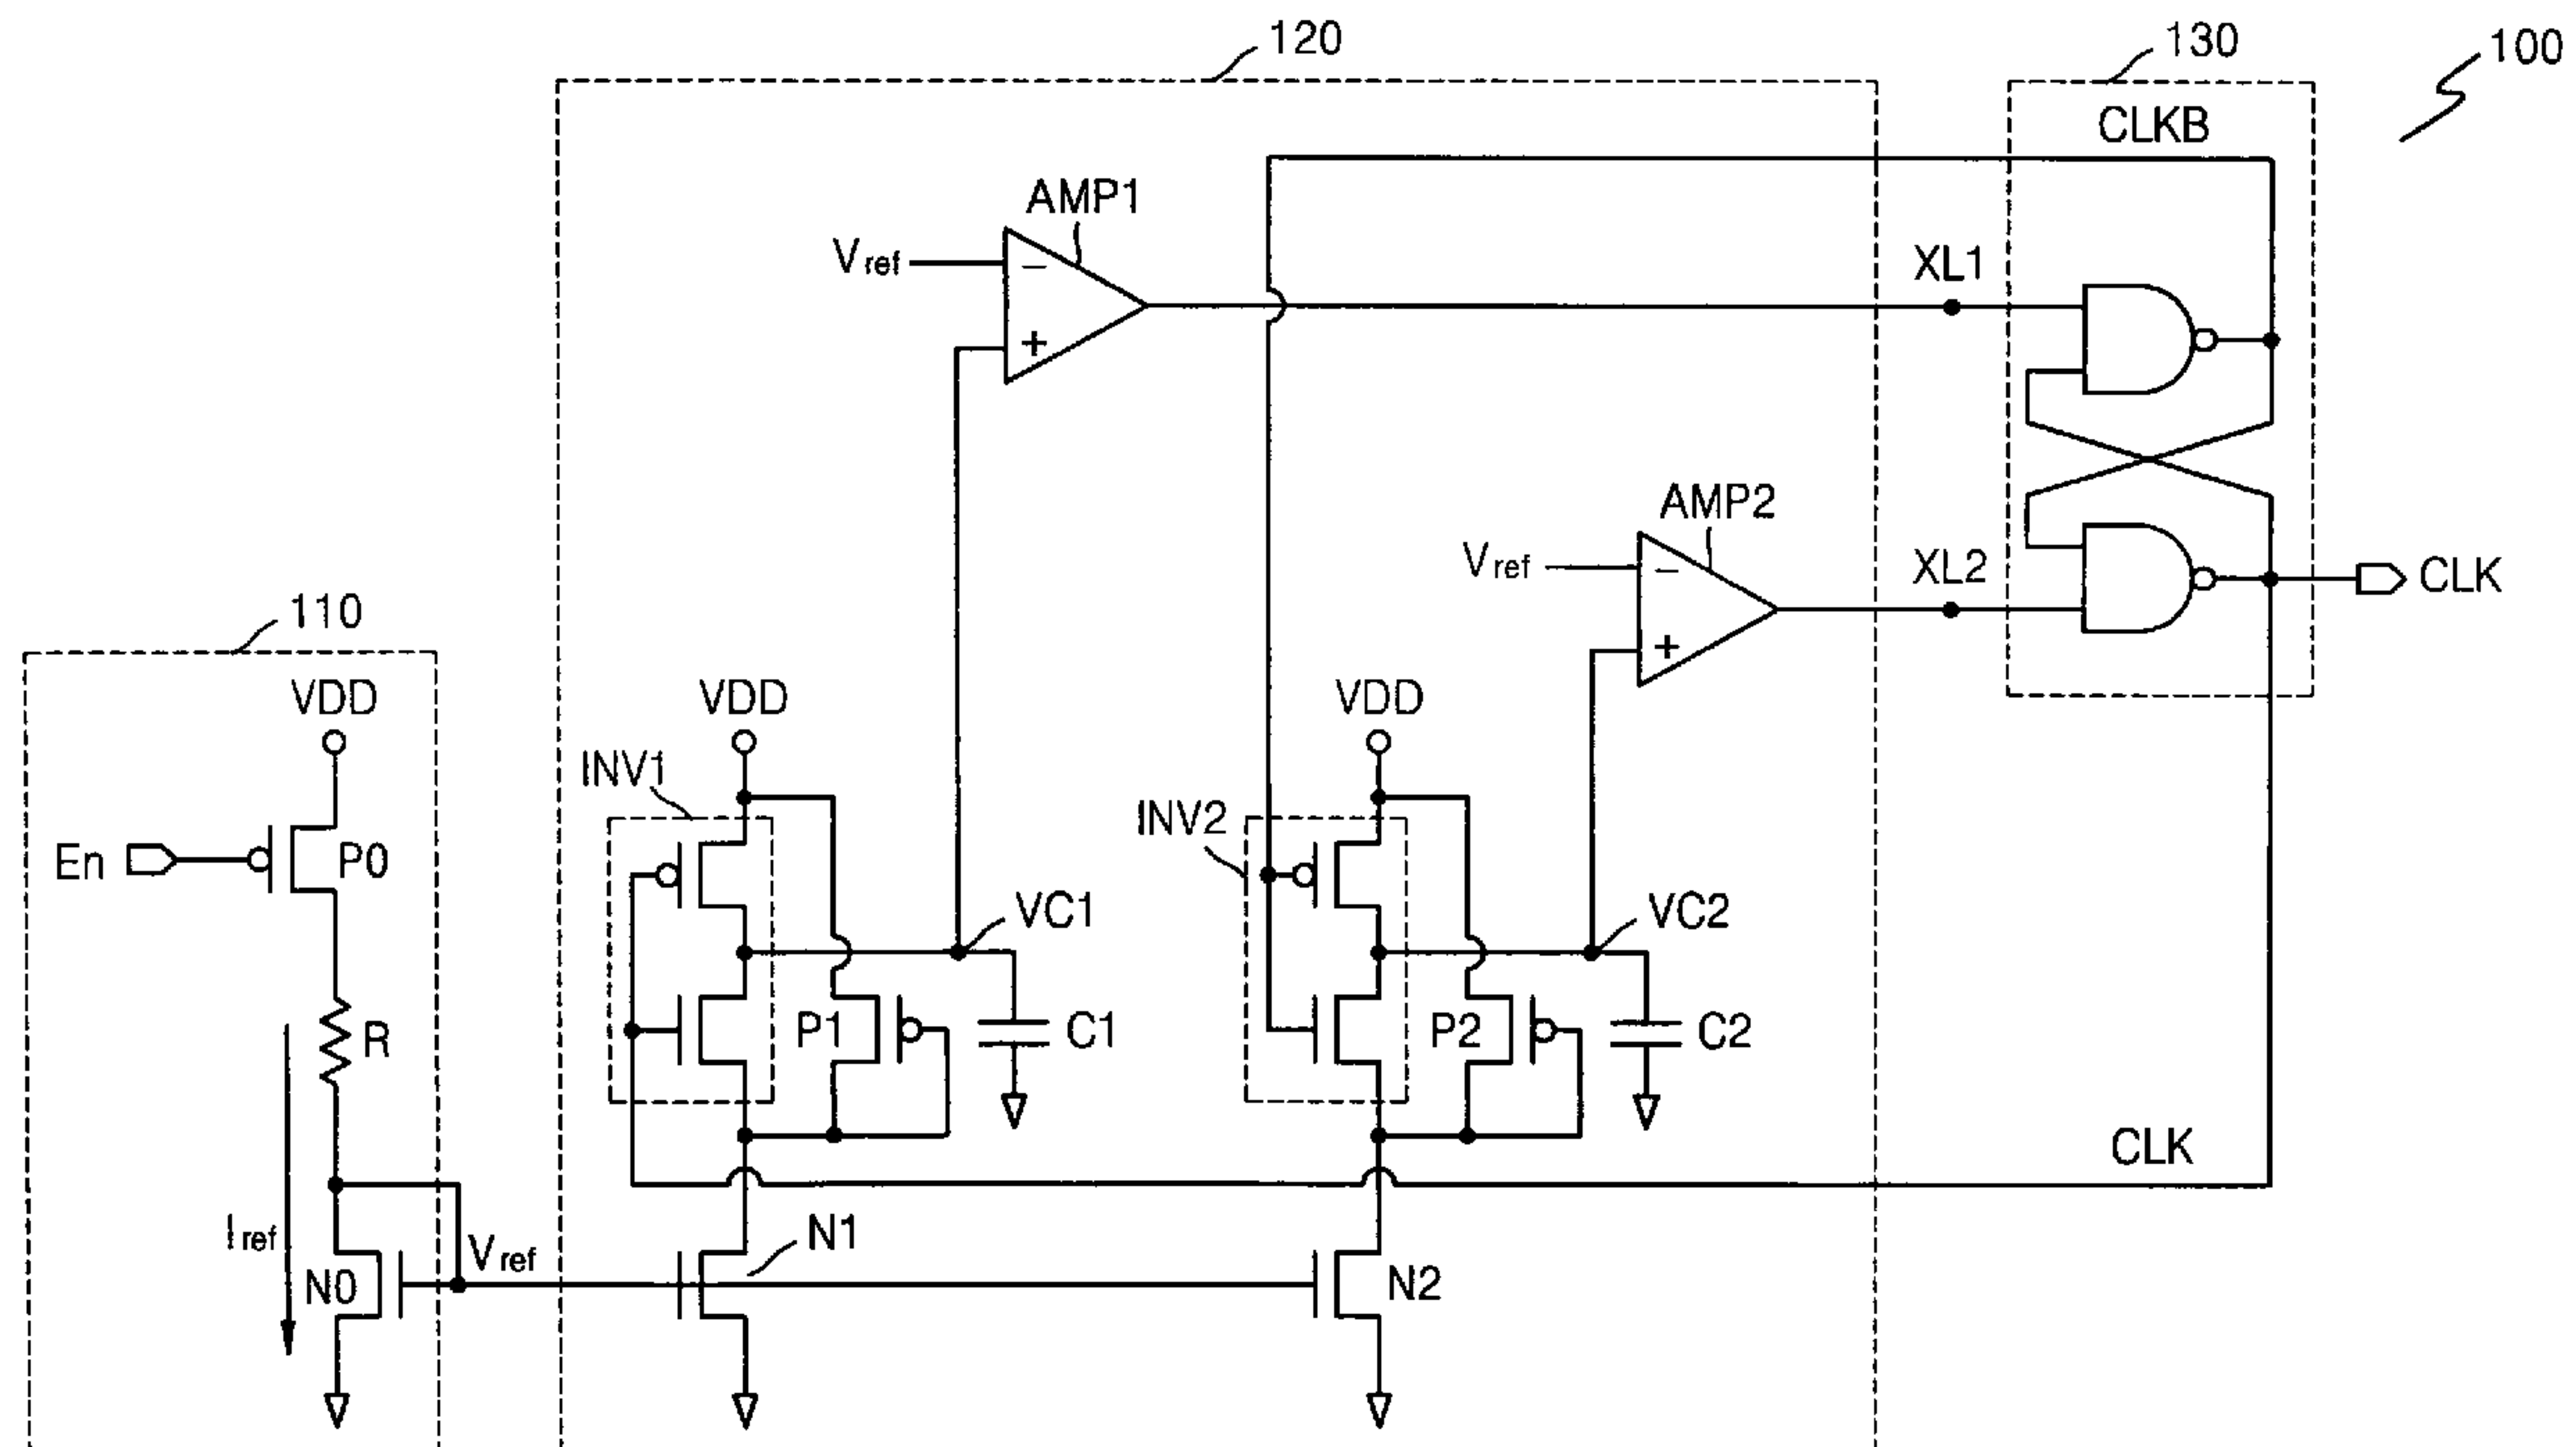 120
130
100
CLKB
AMP1
Vref
−
+
XL1
AMP2
Vref
−
+
XL2
CLK
110
VDD
VDD
VDD
INV1
INV2
En
P0
VC1
VC2
R
P1
C1
P2
C2
CLK
Iref
N0
Vref
N1
N2